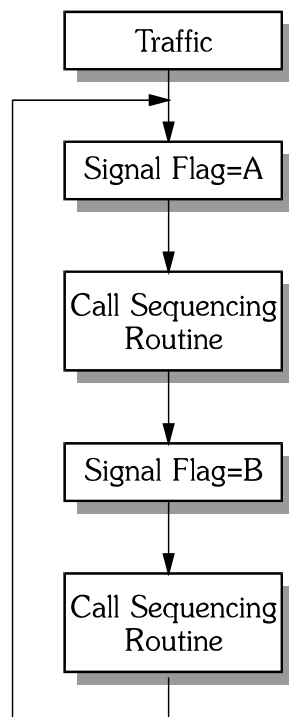 Traffic
Signal Flag=A
Call Sequencing
Routine
Signal Flag=B
Call Sequencing
Routine